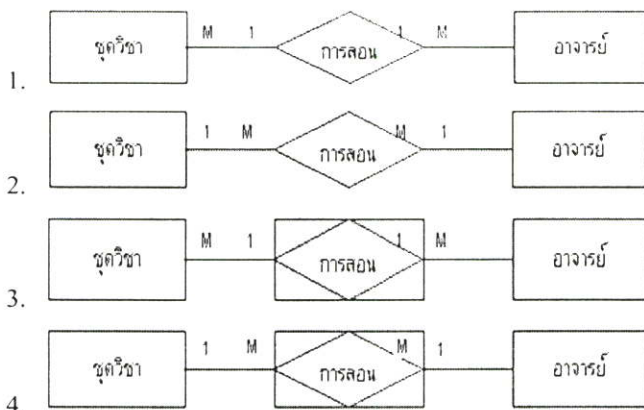 ชุดวิชา M 1 การสอน 1 M อาจารย์
1.
ชุดวิชา 1 M การสอน M 1 อาจารย์
2.
ชุดวิชา M 1 การสอน 1 M อาจารย์
3.
ชุดวิชา 1 M การสอน M 1 อาจารย์
4.